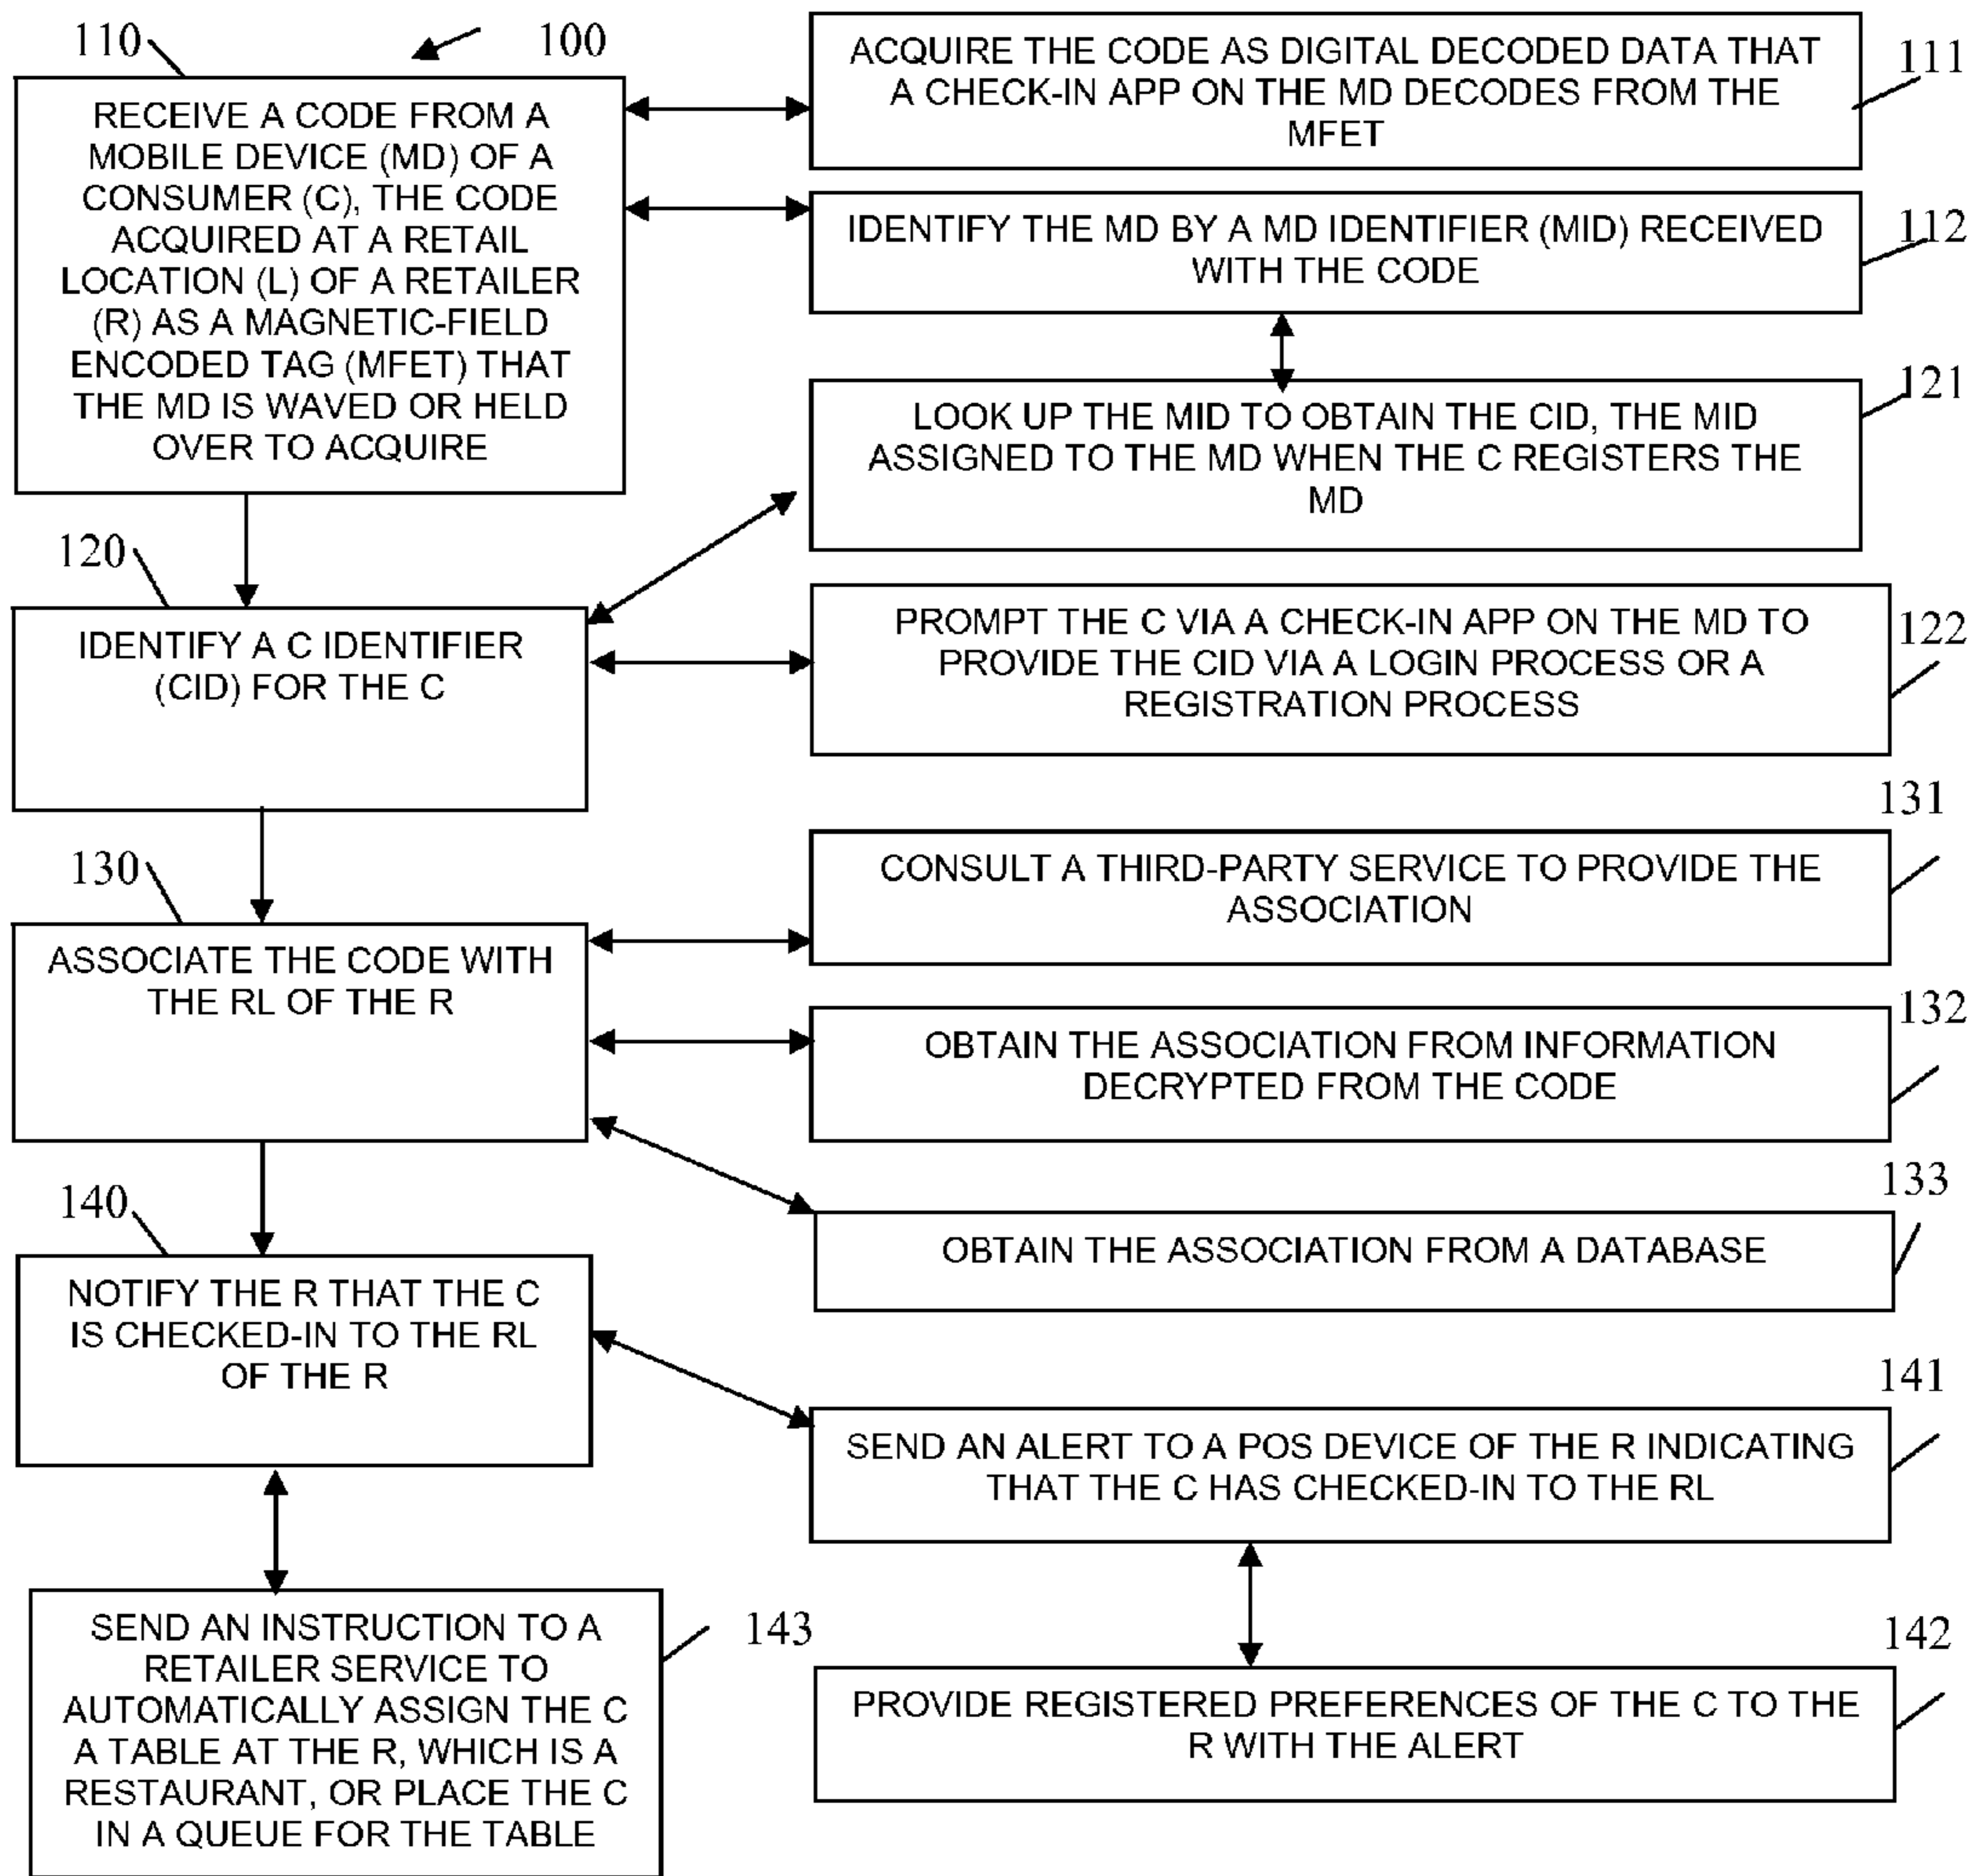 110
100
RECEIVE A CODE FROM A
MOBILE DEVICE (MD) OF A
CONSUMER (C), THE CODE
ACQUIRED AT A RETAIL
LOCATION (L) OF A RETAILER
(R) AS A MAGNETIC-FIELD
ENCODED TAG (MFET) THAT
THE MD IS WAVED OR HELD
OVER TO ACQUIRE
ACQUIRE THE CODE AS DIGITAL DECODED DATA THAT
A CHECK-IN APP ON THE MD DECODES FROM THE
MFET
111
IDENTIFY THE MD BY A MD IDENTIFIER (MID) RECEIVED
WITH THE CODE
112
LOOK UP THE MID TO OBTAIN THE CID, THE MID
ASSIGNED TO THE MD WHEN THE C REGISTERS THE
MD
121
120
IDENTIFY A C IDENTIFIER
(CID) FOR THE C
PROMPT THE C VIA A CHECK-IN APP ON THE MD TO
PROVIDE THE CID VIA A LOGIN PROCESS OR A
REGISTRATION PROCESS
122
130
ASSOCIATE THE CODE WITH
THE RL OF THE R
131
CONSULT A THIRD-PARTY SERVICE TO PROVIDE THE
ASSOCIATION
132
OBTAIN THE ASSOCIATION FROM INFORMATION
DECRYPTED FROM THE CODE
133
OBTAIN THE ASSOCIATION FROM A DATABASE
140
NOTIFY THE R THAT THE C
IS CHECKED-IN TO THE RL
OF THE R
141
SEND AN ALERT TO A POS DEVICE OF THE R INDICATING
THAT THE C HAS CHECKED-IN TO THE RL
142
PROVIDE REGISTERED PREFERENCES OF THE C TO THE
R WITH THE ALERT
143
SEND AN INSTRUCTION TO A
RETAILER SERVICE TO
AUTOMATICALLY ASSIGN THE C
A TABLE AT THE R, WHICH IS A
RESTAURANT, OR PLACE THE C
IN A QUEUE FOR THE TABLE